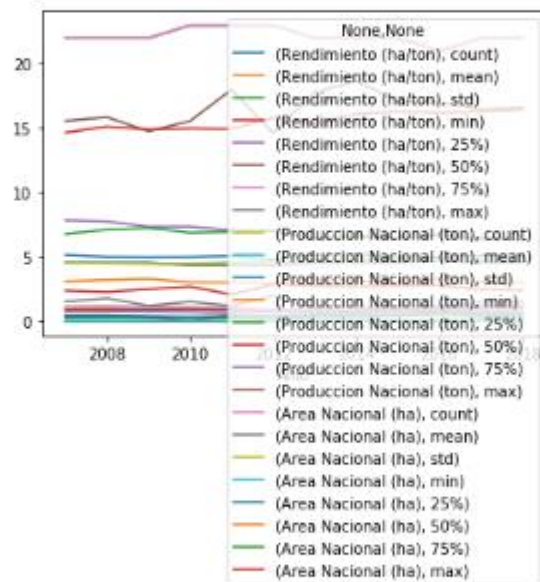 None,None
(Rendimiento (ha/ton), count)
(Rendimiento (ha/ton), mean)
(Rendimiento (ha/ton), std)
(Rendimiento (ha/ton), min)
(Rendimiento (ha/ton), 25%)
(Rendimiento (ha/ton), 50%)
(Rendimiento (ha/ton), 75%)
(Rendimiento (ha/ton), max)
(Produccion Nacional (ton), count)
(Produccion Nacional (ton), mean)
(Produccion Nacional (ton), std)
(Produccion Nacional (ton), min)
(Produccion Nacional (ton), 25%)
(Produccion Nacional (ton), 50%)
(Produccion Nacional (ton), 75%)
(Produccion Nacional (ton), max)
(Area Nacional (ha), count)
(Area Nacional (ha), mean)
(Area Nacional (ha), std)
(Area Nacional (ha), min)
(Area Nacional (ha), 25%)
(Area Nacional (ha), 50%)
(Area Nacional (ha), 75%)
(Area Nacional (ha), max)
20
15
10
5
0
2008 2010